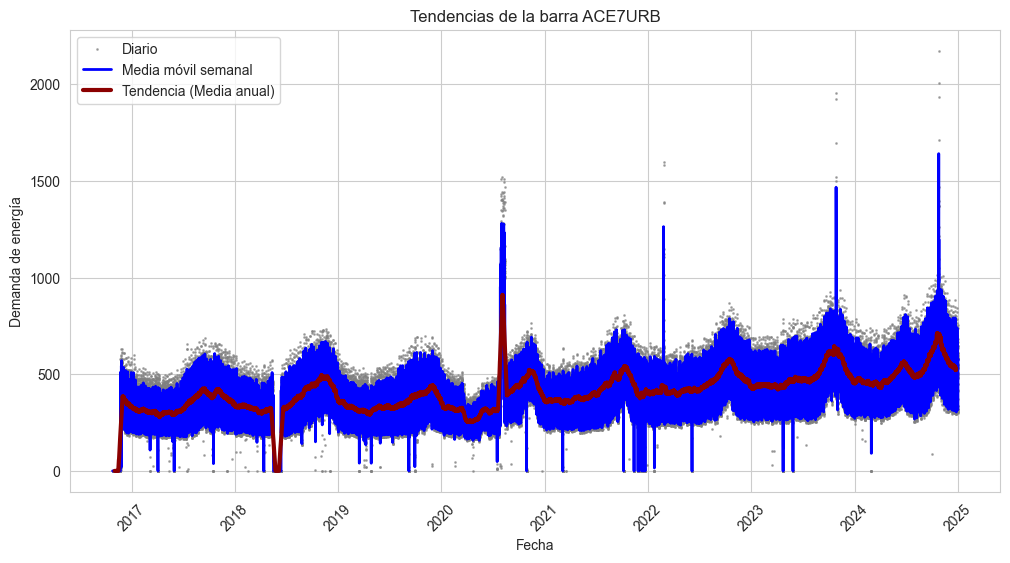 Tendencias de la barra ACE7URB
Diario
Media móvil semanal
Tendencia (Media anual)
Demanda de energía
2000
1500
1000
500
0
2017
2018
2019
2020
2021
2022
2023
2024
2025
Fecha